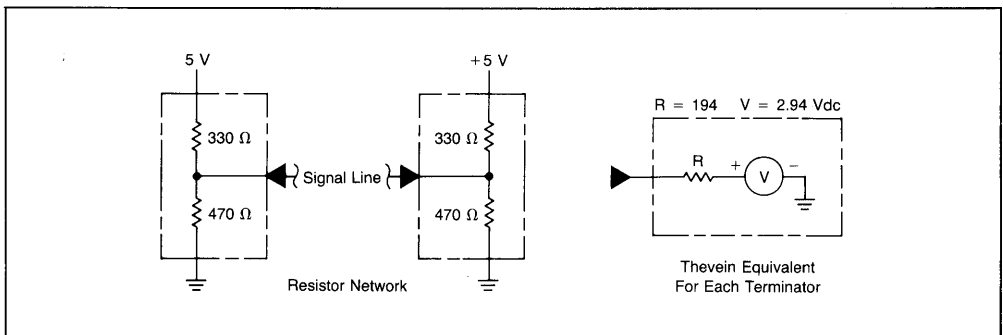 5 V
330 Ω
470 Ω
Signal Line
+5 V
330 Ω
470 Ω
Resistor Network
R = 194 V = 2.94 Vdc
R
+
V
−
Thevein Equivalent
For Each Terminator